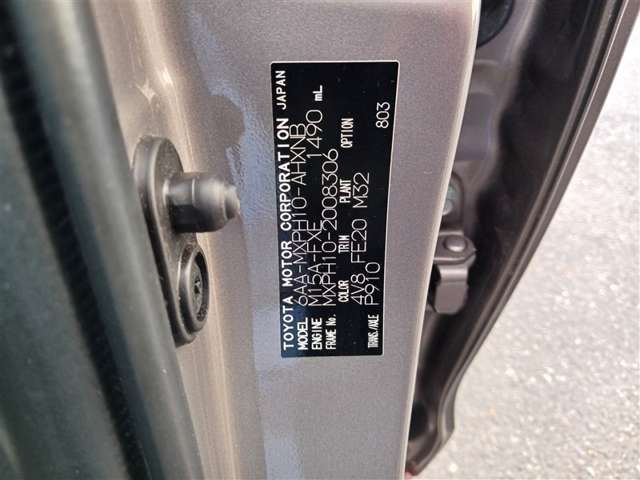 TOYOTA MOTOR CORPORATION JAPAN
MODEL 6AA-MXPH10-AHXNB
ENGINE M15A-FXE 1490 mL
FRAME No. MXPH10-2008306
COLOR TRIM PLANT OPTION
4V8 FE20 M32
TRANS./AXLE P910 803